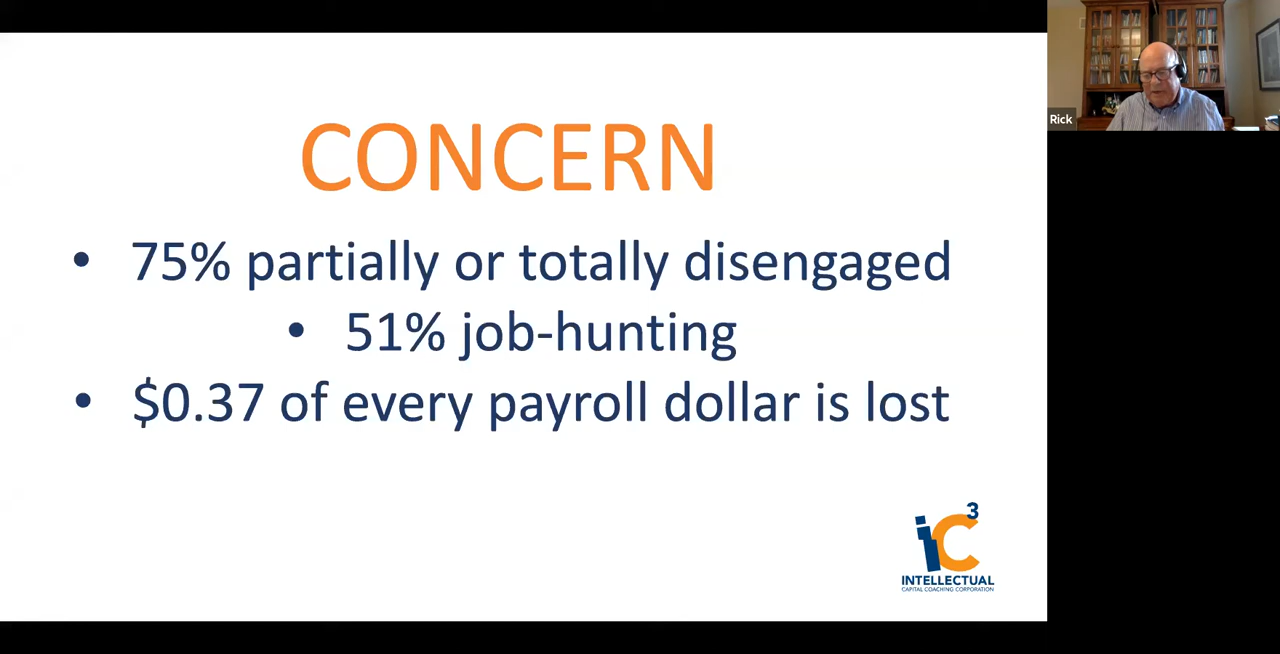 CONCERN
• 75% partially or totally disengaged
• 51% job-hunting
• $0.37 of every payroll dollar is lost
iC3
INTELLECTUAL
CAPITAL COACHING CORPORATION
Rick